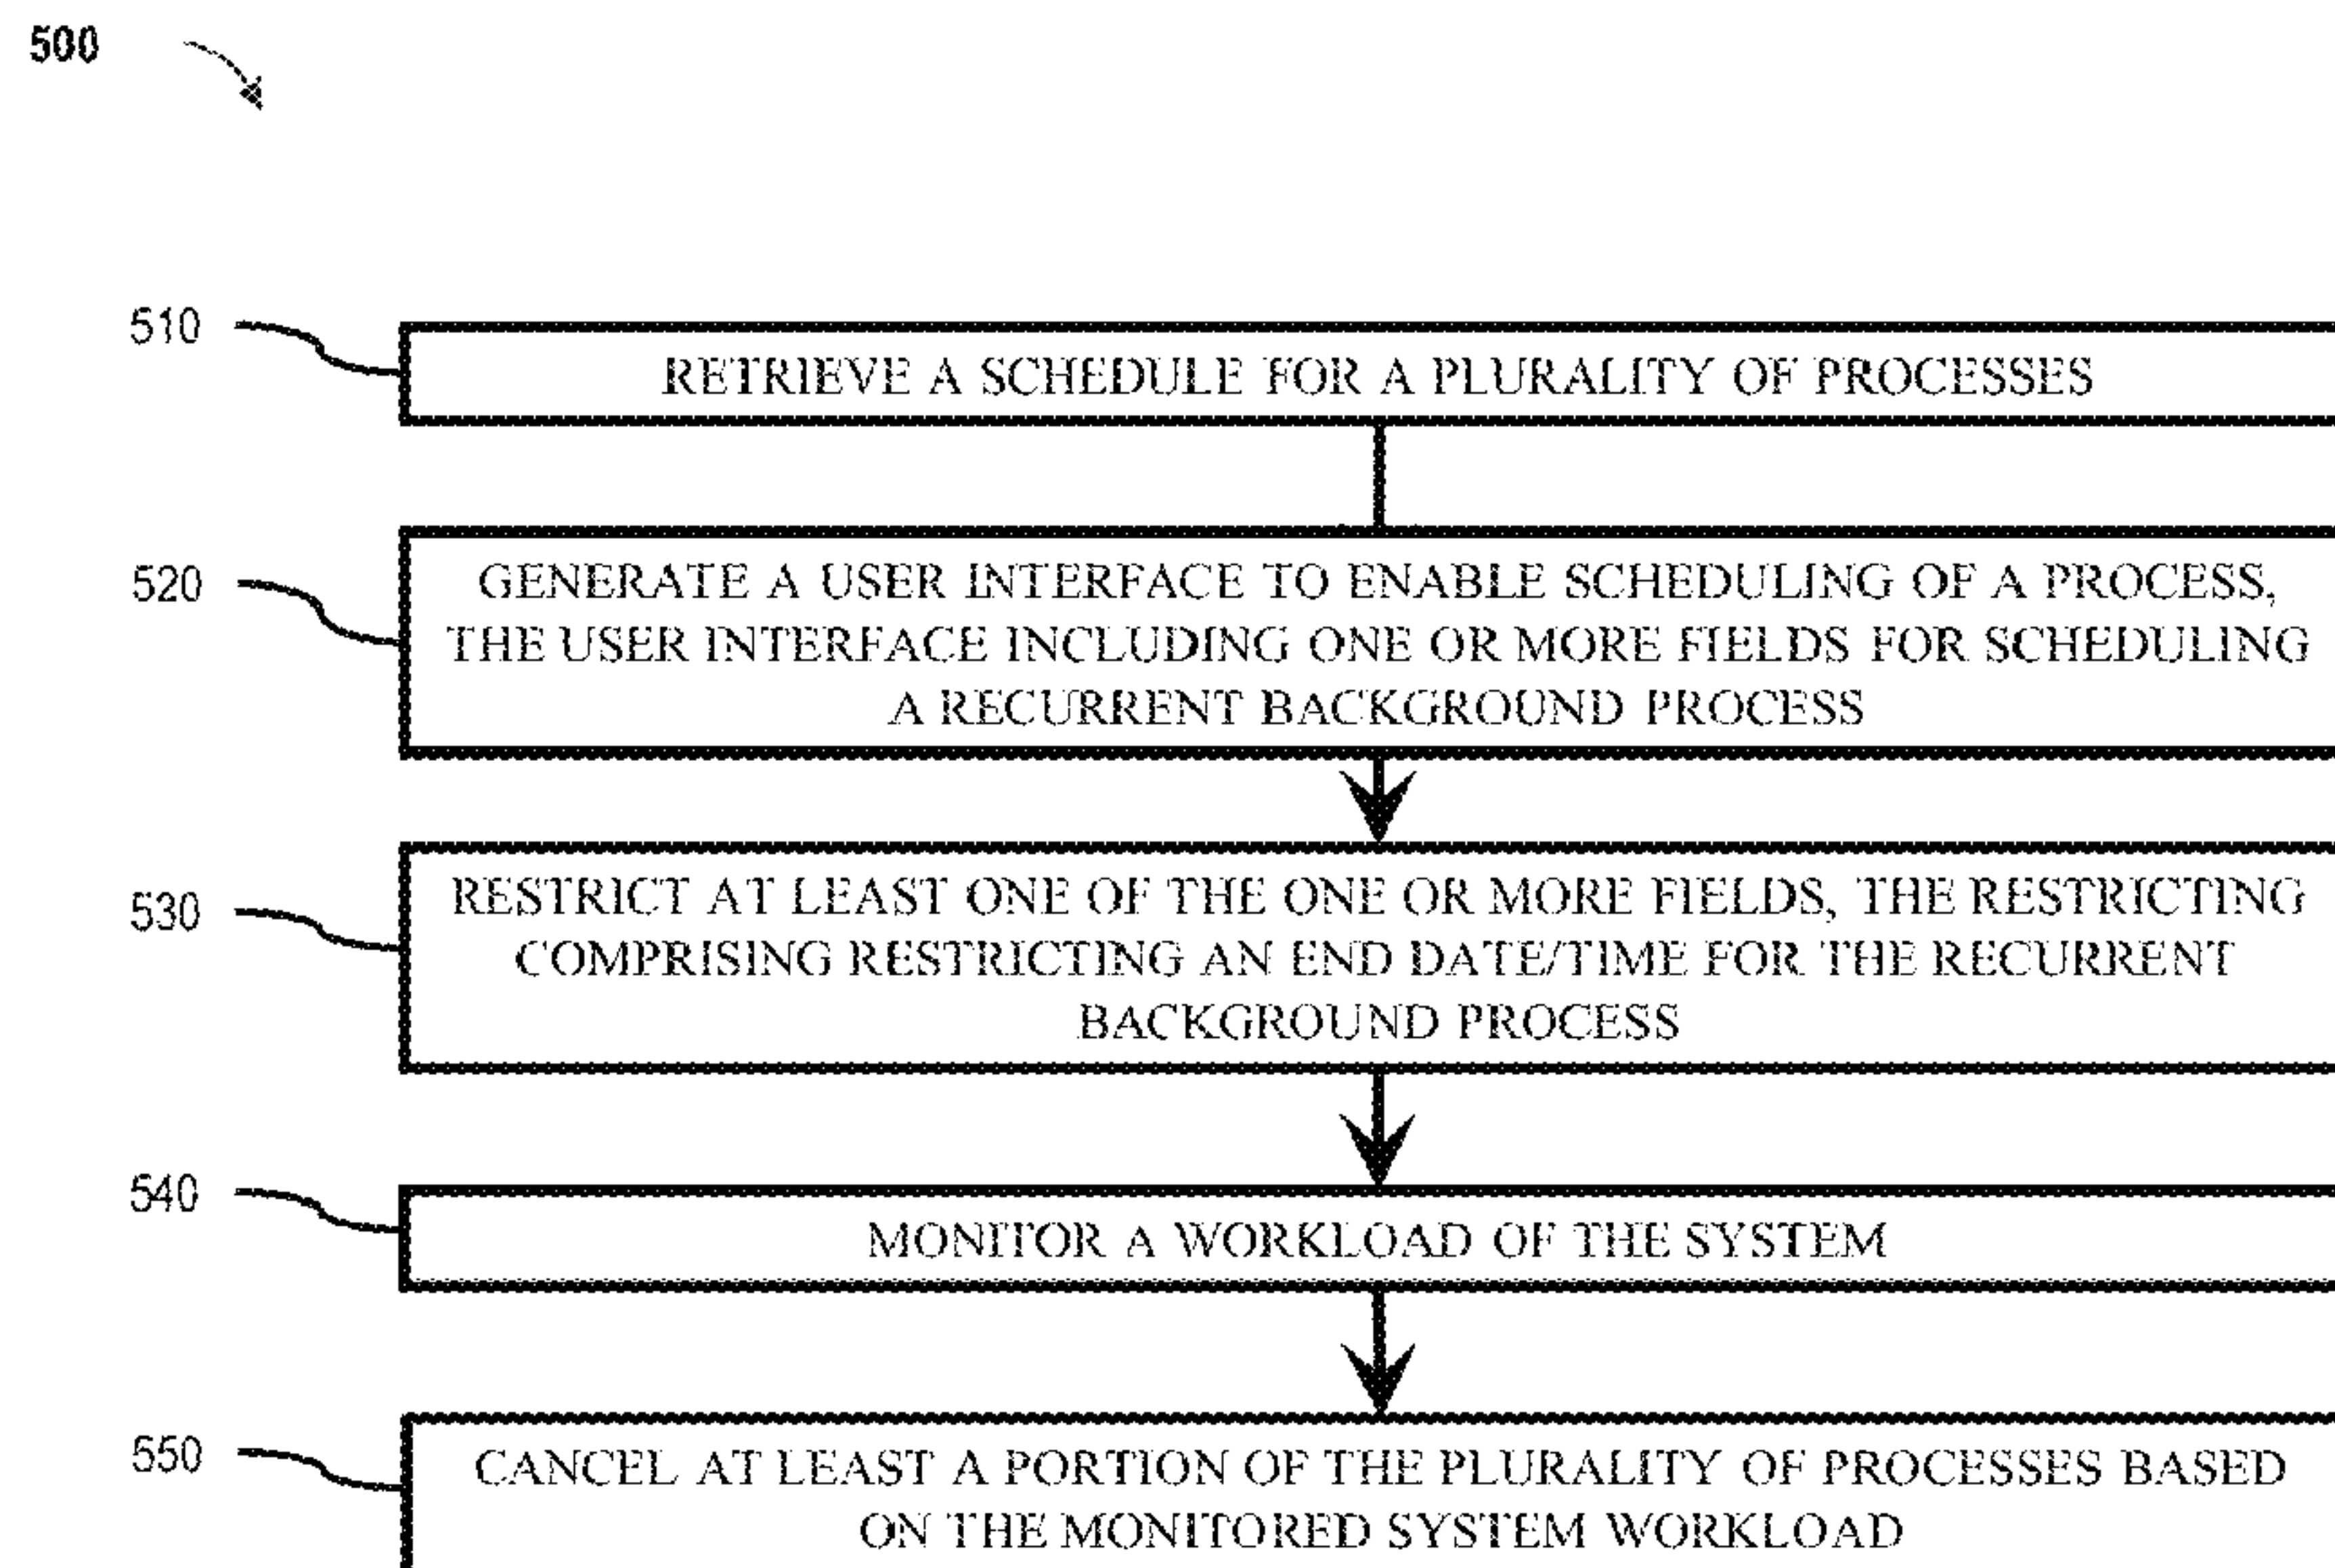 500
510
RETRIEVE A SCHEDULE FOR A PLURALITY OF PROCESSES
520
GENERATE A USER INTERFACE TO ENABLE SCHEDULING OF A PROCESS,
THE USER INTERFACE INCLUDING ONE OR MORE FIELDS FOR SCHEDULING
A RECURRENT BACKGROUND PROCESS
530
RESTRICT AT LEAST ONE OF THE ONE OR MORE FIELDS, THE RESTRICTING
COMPRISING RESTRICTING AN END DATE/TIME FOR THE RECURRENT
BACKGROUND PROCESS
540
MONITOR A WORKLOAD OF THE SYSTEM
550
CANCEL AT LEAST A PORTION OF THE PLURALITY OF PROCESSES BASED
ON THE MONITORED SYSTEM WORKLOAD